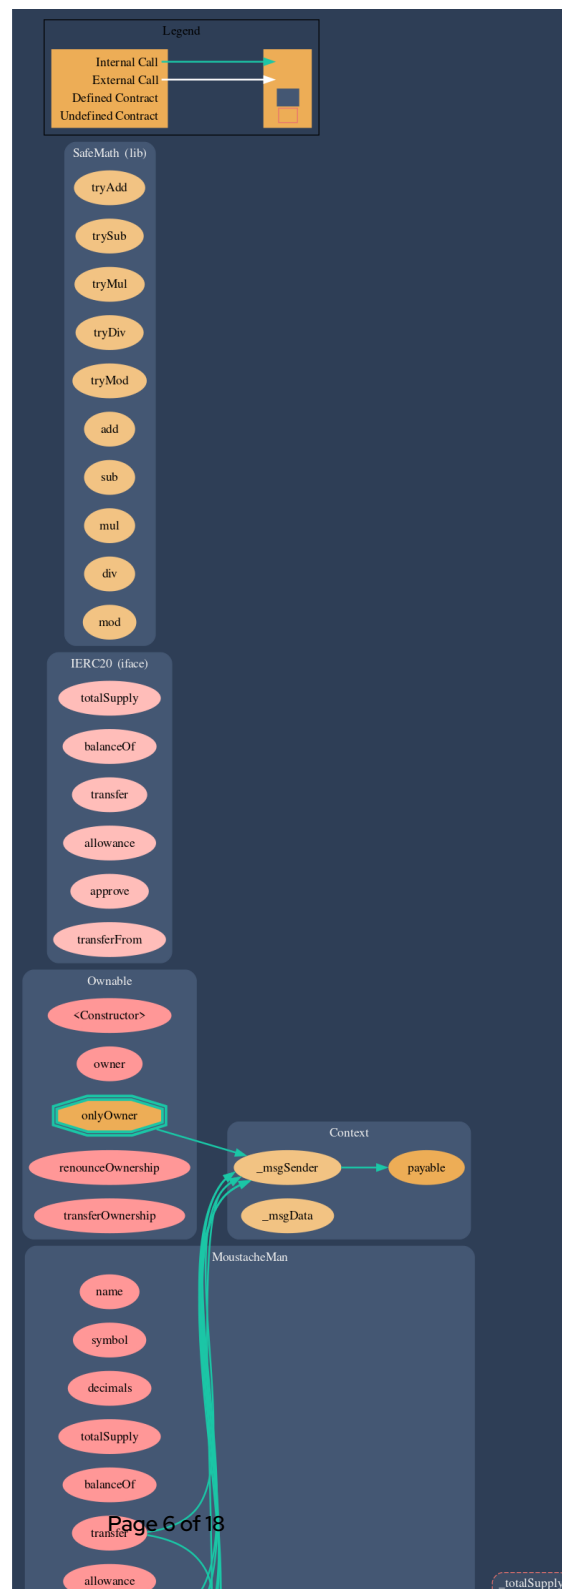 Legend
Internal Call
External Call
Defined Contract
Undefined Contract
SafeMath (lib)
tryAdd
trySub
tryMul
tryDiv
tryMod
add
sub
mul
div
mod
IERC20 (iface)
totalSupply
balanceOf
transfer
allowance
approve
transferFrom
Ownable
<Constructor>
owner
onlyOwner
renounceOwnership
transferOwnership
Context
_msgSender
payable
_msgData
MoustacheMan
name
symbol
decimals
totalSupply
balanceOf
transfer
Page 6 of 18
allowance
_totalSupply